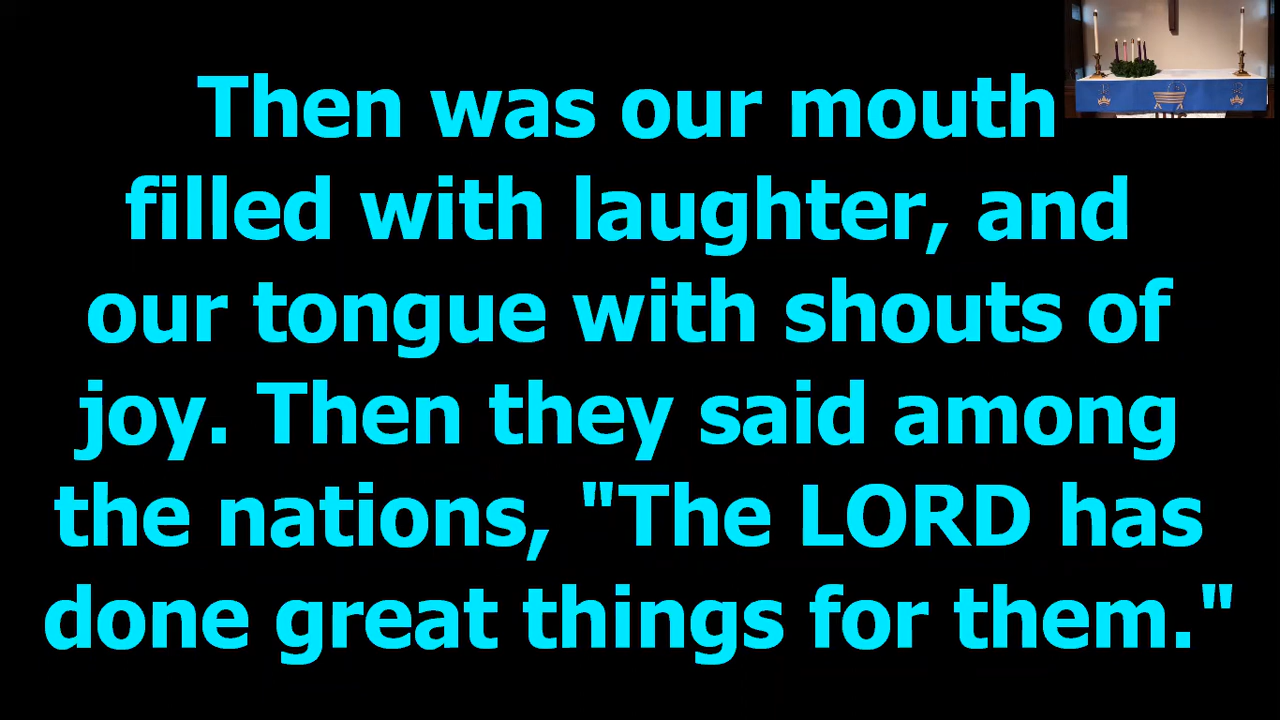 Then was our mouth
filled with laughter, and
our tongue with shouts of
joy. Then they said among
the nations, "The LORD has
done great things for them."